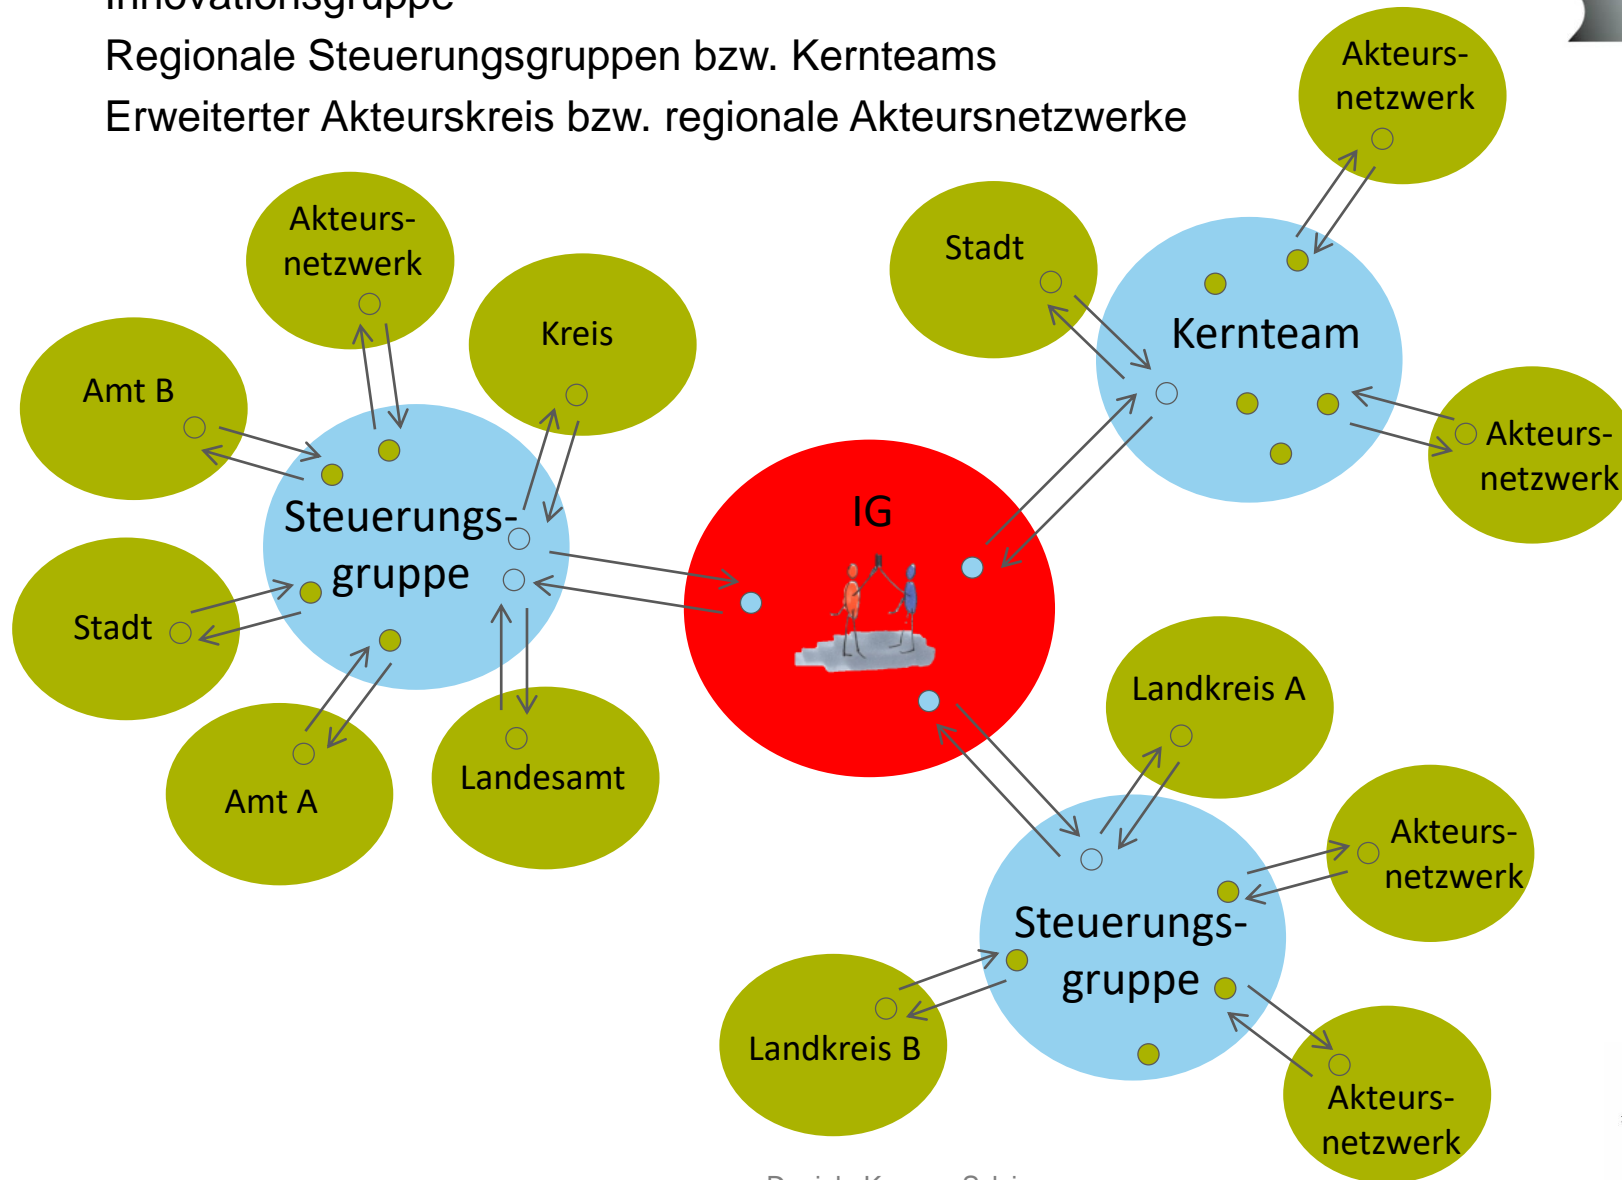 Innovationsgruppe
Regionale Steuerungsgruppen bzw. Kernteams
Erweiterter Akteurskreis bzw. regionale Akteursnetzwerke
Akteurs-
netzwerk
Akteurs-
netzwerk
Stadt
Kreis
Kernteam
Amt B
Akteurs-
netzwerk
Steuerungs-
gruppe
IG
Stadt
Landkreis A
Landesamt
Amt A
Akteurs-
netzwerk
Steuerungs-
gruppe
Landkreis B
Akteurs-
netzwerk